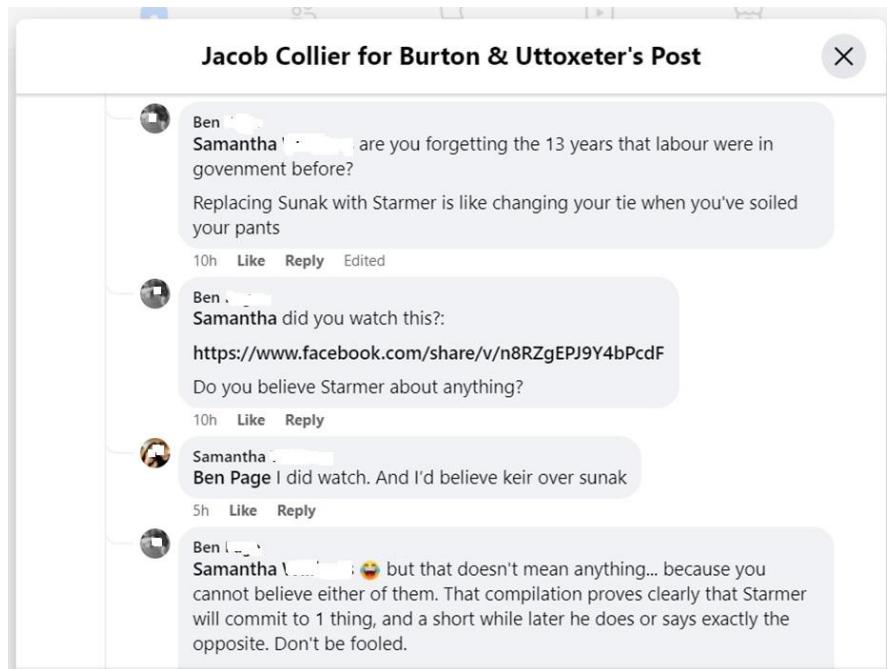 Jacob Collier for Burton & Uttoxeter's Post
Ben
Samantha are you forgetting the 13 years that labour were in
govenment before?
Replacing Sunak with Starmer is like changing your tie when you've soiled
your pants
10h Like Reply Edited
Ben
Samantha did you watch this?:
https://www.facebook.com/share/v/n8RZgEPJ9Y4bPcdF
Do you believe Starmer about anything?
10h Like Reply
Samantha
Ben Page I did watch. And I'd believe keir over sunak
5h Like Reply
Ben
Samantha 😂 but that doesn't mean anything... because you
cannot believe either of them. That compilation proves clearly that Starmer
will commit to 1 thing, and a short while later he does or says exactly the
opposite. Don't be fooled.